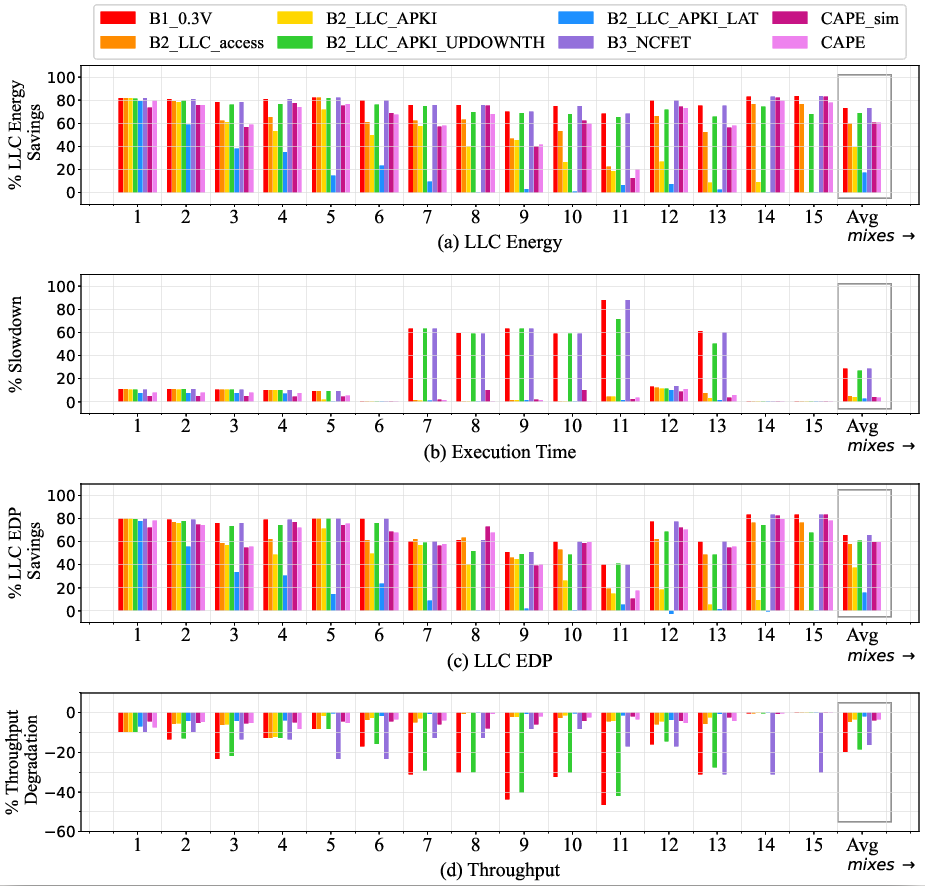 B1_0.3V B2_LLC_APKI B2_LLC_APKI_LAT CAPE_sim
B2_LLC_access B2_LLC_APKI_UPDOWNTH B3_NCFET CAPE
% LLC Energy
Savings
100
80
60
40
20
0
1 2 3 4 5 6 7 8 9 10 11 12 13 14 15 Avg
mixes →
(a) LLC Energy
% Slowdown
100
80
60
40
20
0
1 2 3 4 5 6 7 8 9 10 11 12 13 14 15 Avg
mixes →
(b) Execution Time
% LLC EDP
Savings
100
80
60
40
20
0
1 2 3 4 5 6 7 8 9 10 11 12 13 14 15 Avg
mixes →
(c) LLC EDP
% Throughput
Degradation
0
−20
−40
−60
1 2 3 4 5 6 7 8 9 10 11 12 13 14 15 Avg
mixes →
(d) Throughput